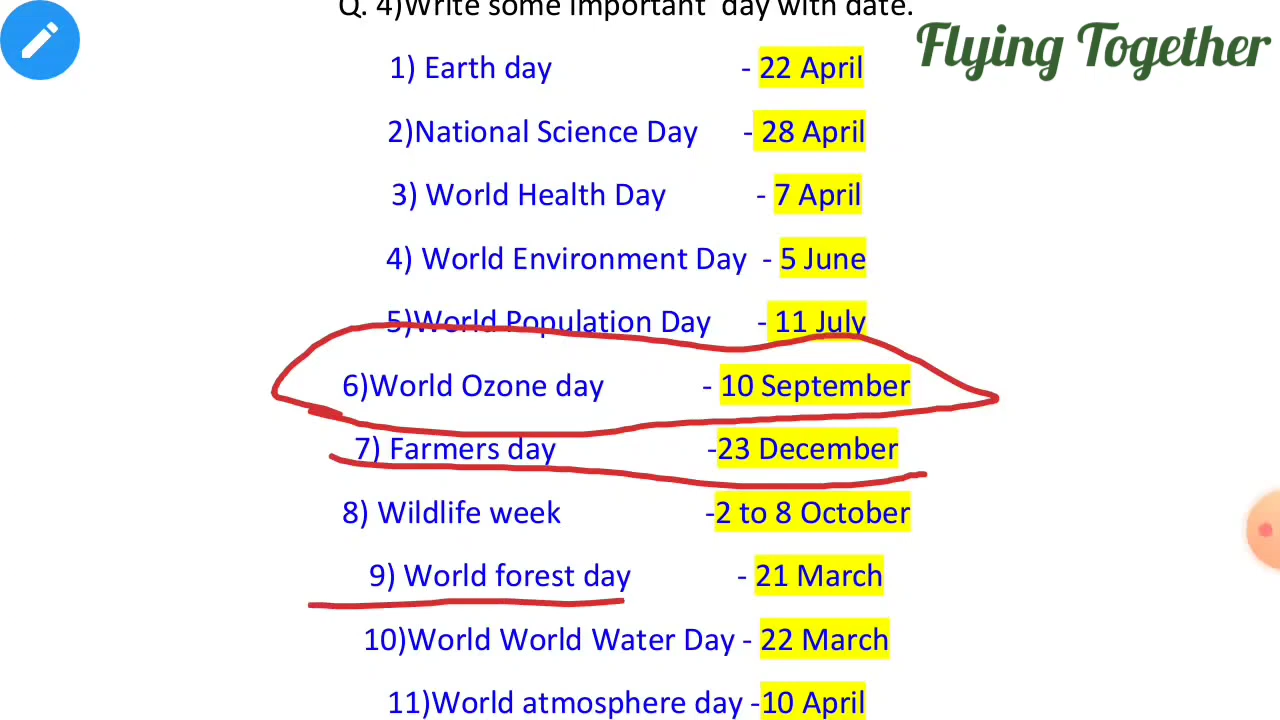 Q. 4)Write some important day with date.
Flying Together
1) Earth day - 22 April
2)National Science Day - 28 April
3) World Health Day - 7 April
4) World Environment Day - 5 June
5)World Population Day - 11 July
6)World Ozone day - 10 September
7) Farmers day -23 December
8) Wildlife week -2 to 8 October
9) World forest day - 21 March
10)World World Water Day - 22 March
11)World atmosphere day -10 April